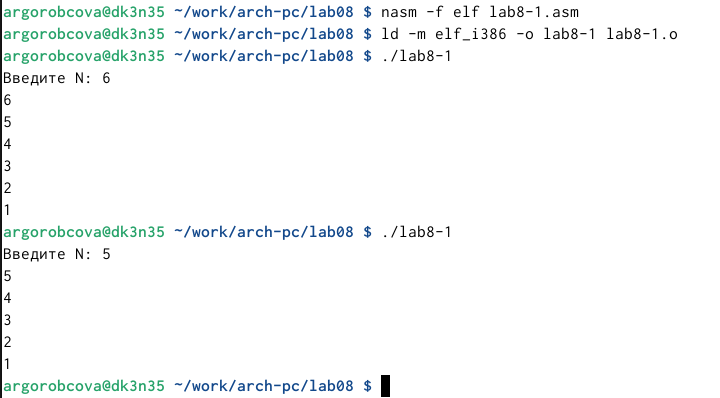 argorobcova@dk3n35 ~/work/arch-pc/lab08 $ nasm -f elf lab8-1.asm
argorobcova@dk3n35 ~/work/arch-pc/lab08 $ ld -m elf_i386 -o lab8-1 lab8-1.o
argorobcova@dk3n35 ~/work/arch-pc/lab08 $ ./lab8-1
Введите N: 6
6
5
4
3
2
1
argorobcova@dk3n35 ~/work/arch-pc/lab08 $ ./lab8-1
Введите N: 5
5
4
3
2
1
argorobcova@dk3n35 ~/work/arch-pc/lab08 $